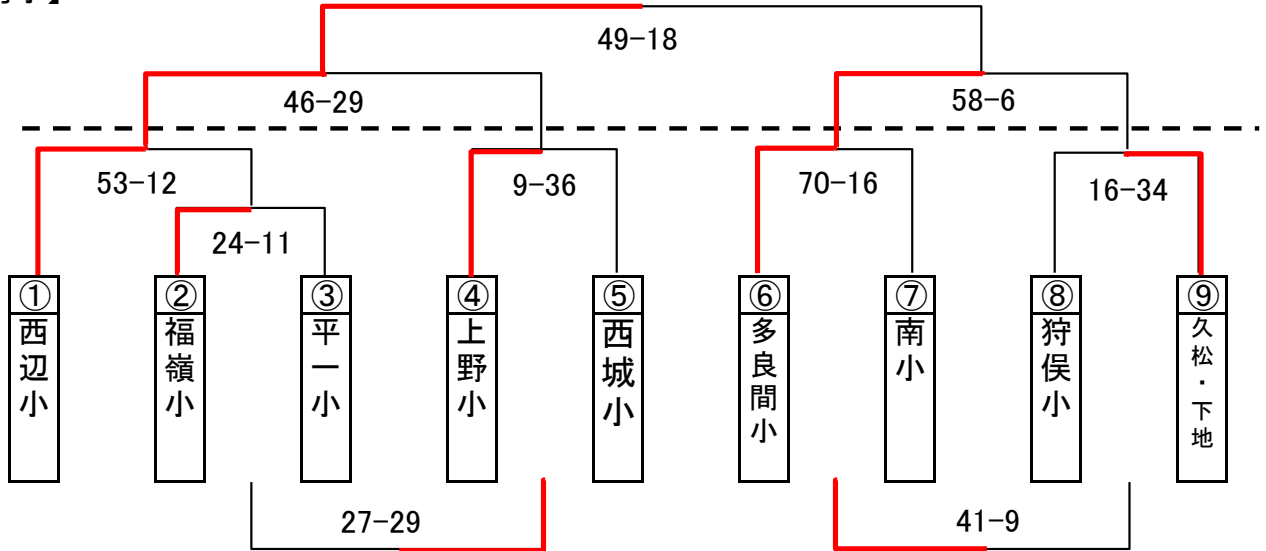 49-18
46-29
58-6
53-12
9-36
70-16
16-34
24-11
①
西辺小
②
福嶺小
③
平一小
④
上野小
⑤
西城小
⑥
多良間小
⑦
南小
⑧
狩俣小
⑨
久松・下地
27-29
41-9